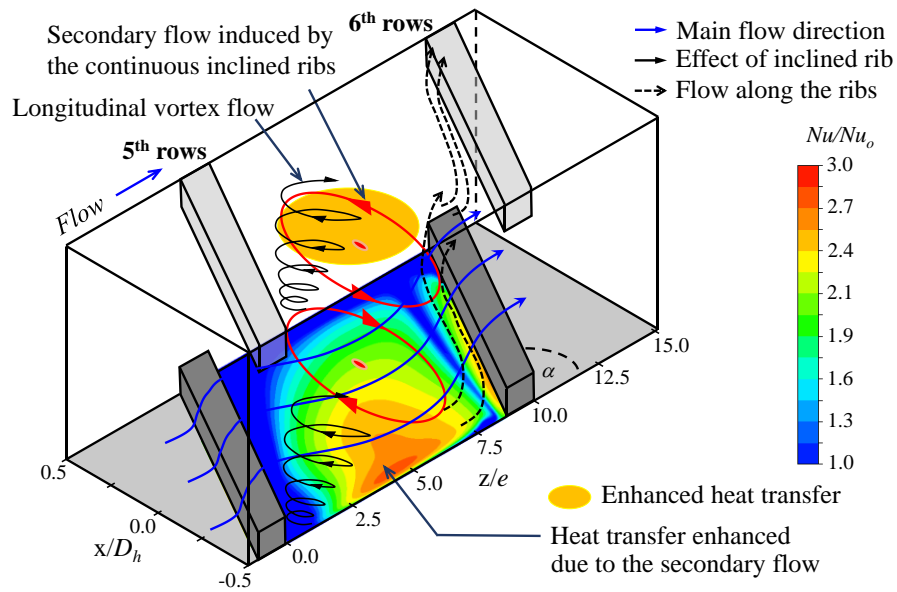 6th rows
Secondary flow induced by
the continuous inclined ribs
Longitudinal vortex flow
5th rows
Flow
Main flow direction
Effect of inclined rib
Flow along the ribs
Nu/Nuo
3.0
2.7
2.4
2.1
1.9
1.6
1.3
1.0
15.0
12.5
α
10.0
7.5
5.0
z/e
2.5
0.0
0.5
0.0
x/Dh
-0.5
Enhanced heat transfer
Heat transfer enhanced
due to the secondary flow